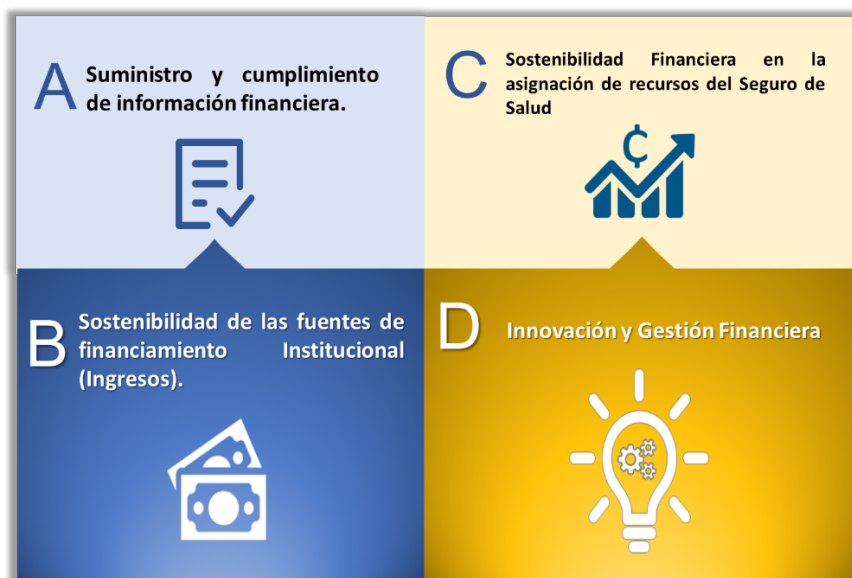 A
Suministro y cumplimiento
de información financiera.
C
Sostenibilidad Financiera en la
asignación de recursos del Seguro de
Salud
₵
B
Sostenibilidad de las fuentes de
financiamiento Institucional
(Ingresos).
D
Innovación y Gestión Financiera